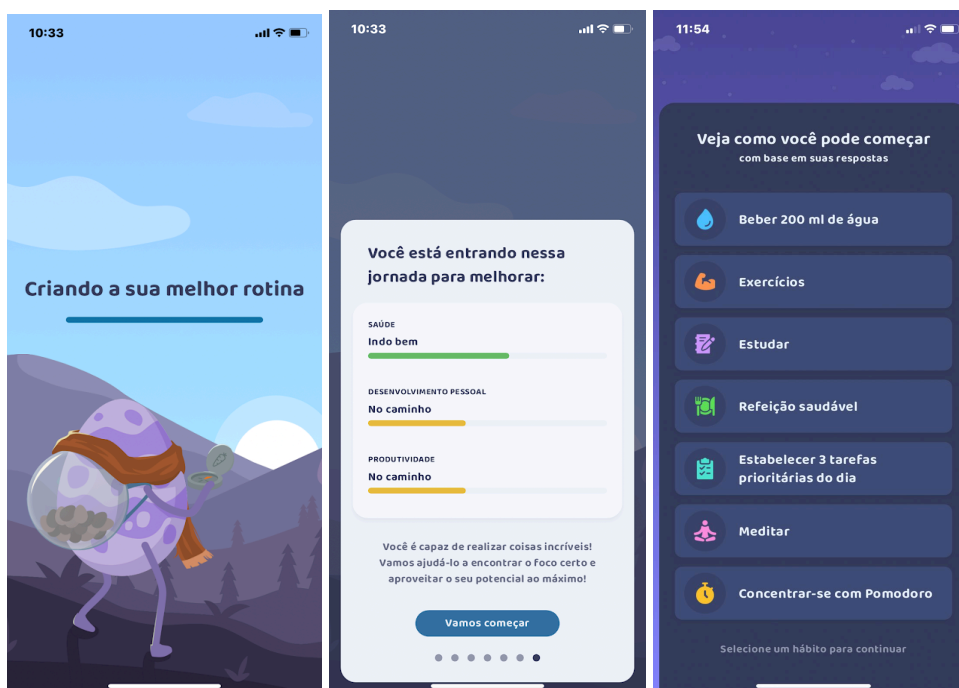 10:33
Criando a sua melhor rotina
10:33
Você está entrando nessa
jornada para melhorar:
SAÚDE
Indo bem
DESENVOLVIMENTO PESSOAL
No caminho
PRODUTIVIDADE
No caminho
Você é capaz de realizar coisas incríveis!
Vamos ajudá-lo a encontrar o foco certo e
aproveitar o seu potencial ao máximo!
Vamos começar
11:54
Veja como você pode começar
com base em suas respostas
Beber 200 ml de água
Exercícios
Estudar
Refeição saudável
Estabelecer 3 tarefas
prioritárias do dia
Meditar
Concentrar-se com Pomodoro
Selecione um hábito para continuar